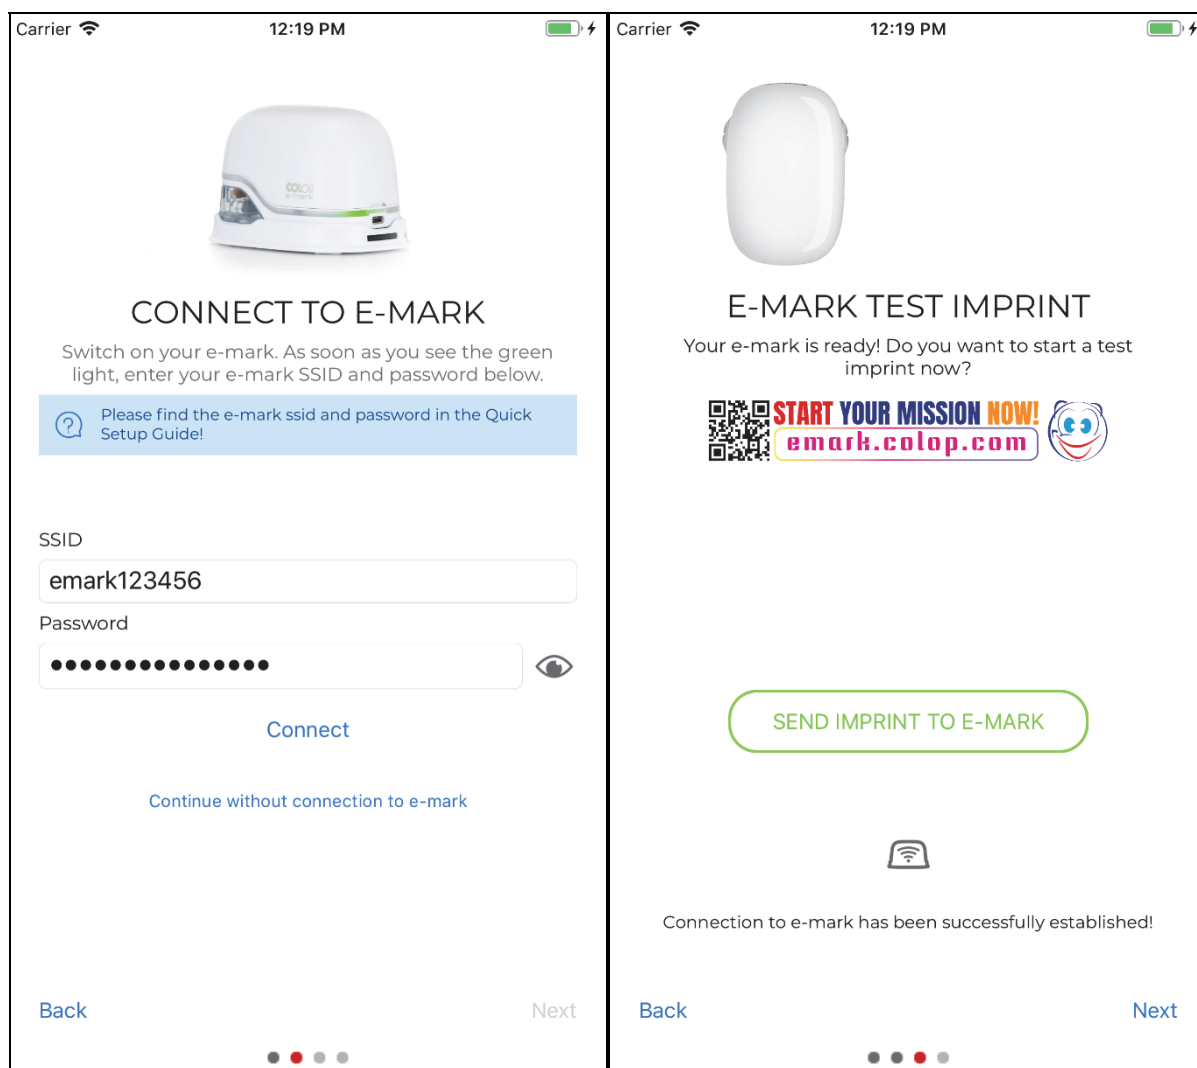 Carrier
12:19 PM
COLOP
e-mark
CONNECT TO E-MARK
Switch on your e-mark. As soon as you see the green
light, enter your e-mark SSID and password below.
Please find the e-mark ssid and password in the Quick
Setup Guide!
SSID
emark123456
Password
Connect
Continue without connection to e-mark
Back
Next
Carrier
12:19 PM
E-MARK TEST IMPRINT
Your e-mark is ready! Do you want to start a test
imprint now?
START YOUR MISSION NOW!
emark.colop.com
SEND IMPRINT TO E-MARK
Connection to e-mark has been successfully established!
Back
Next